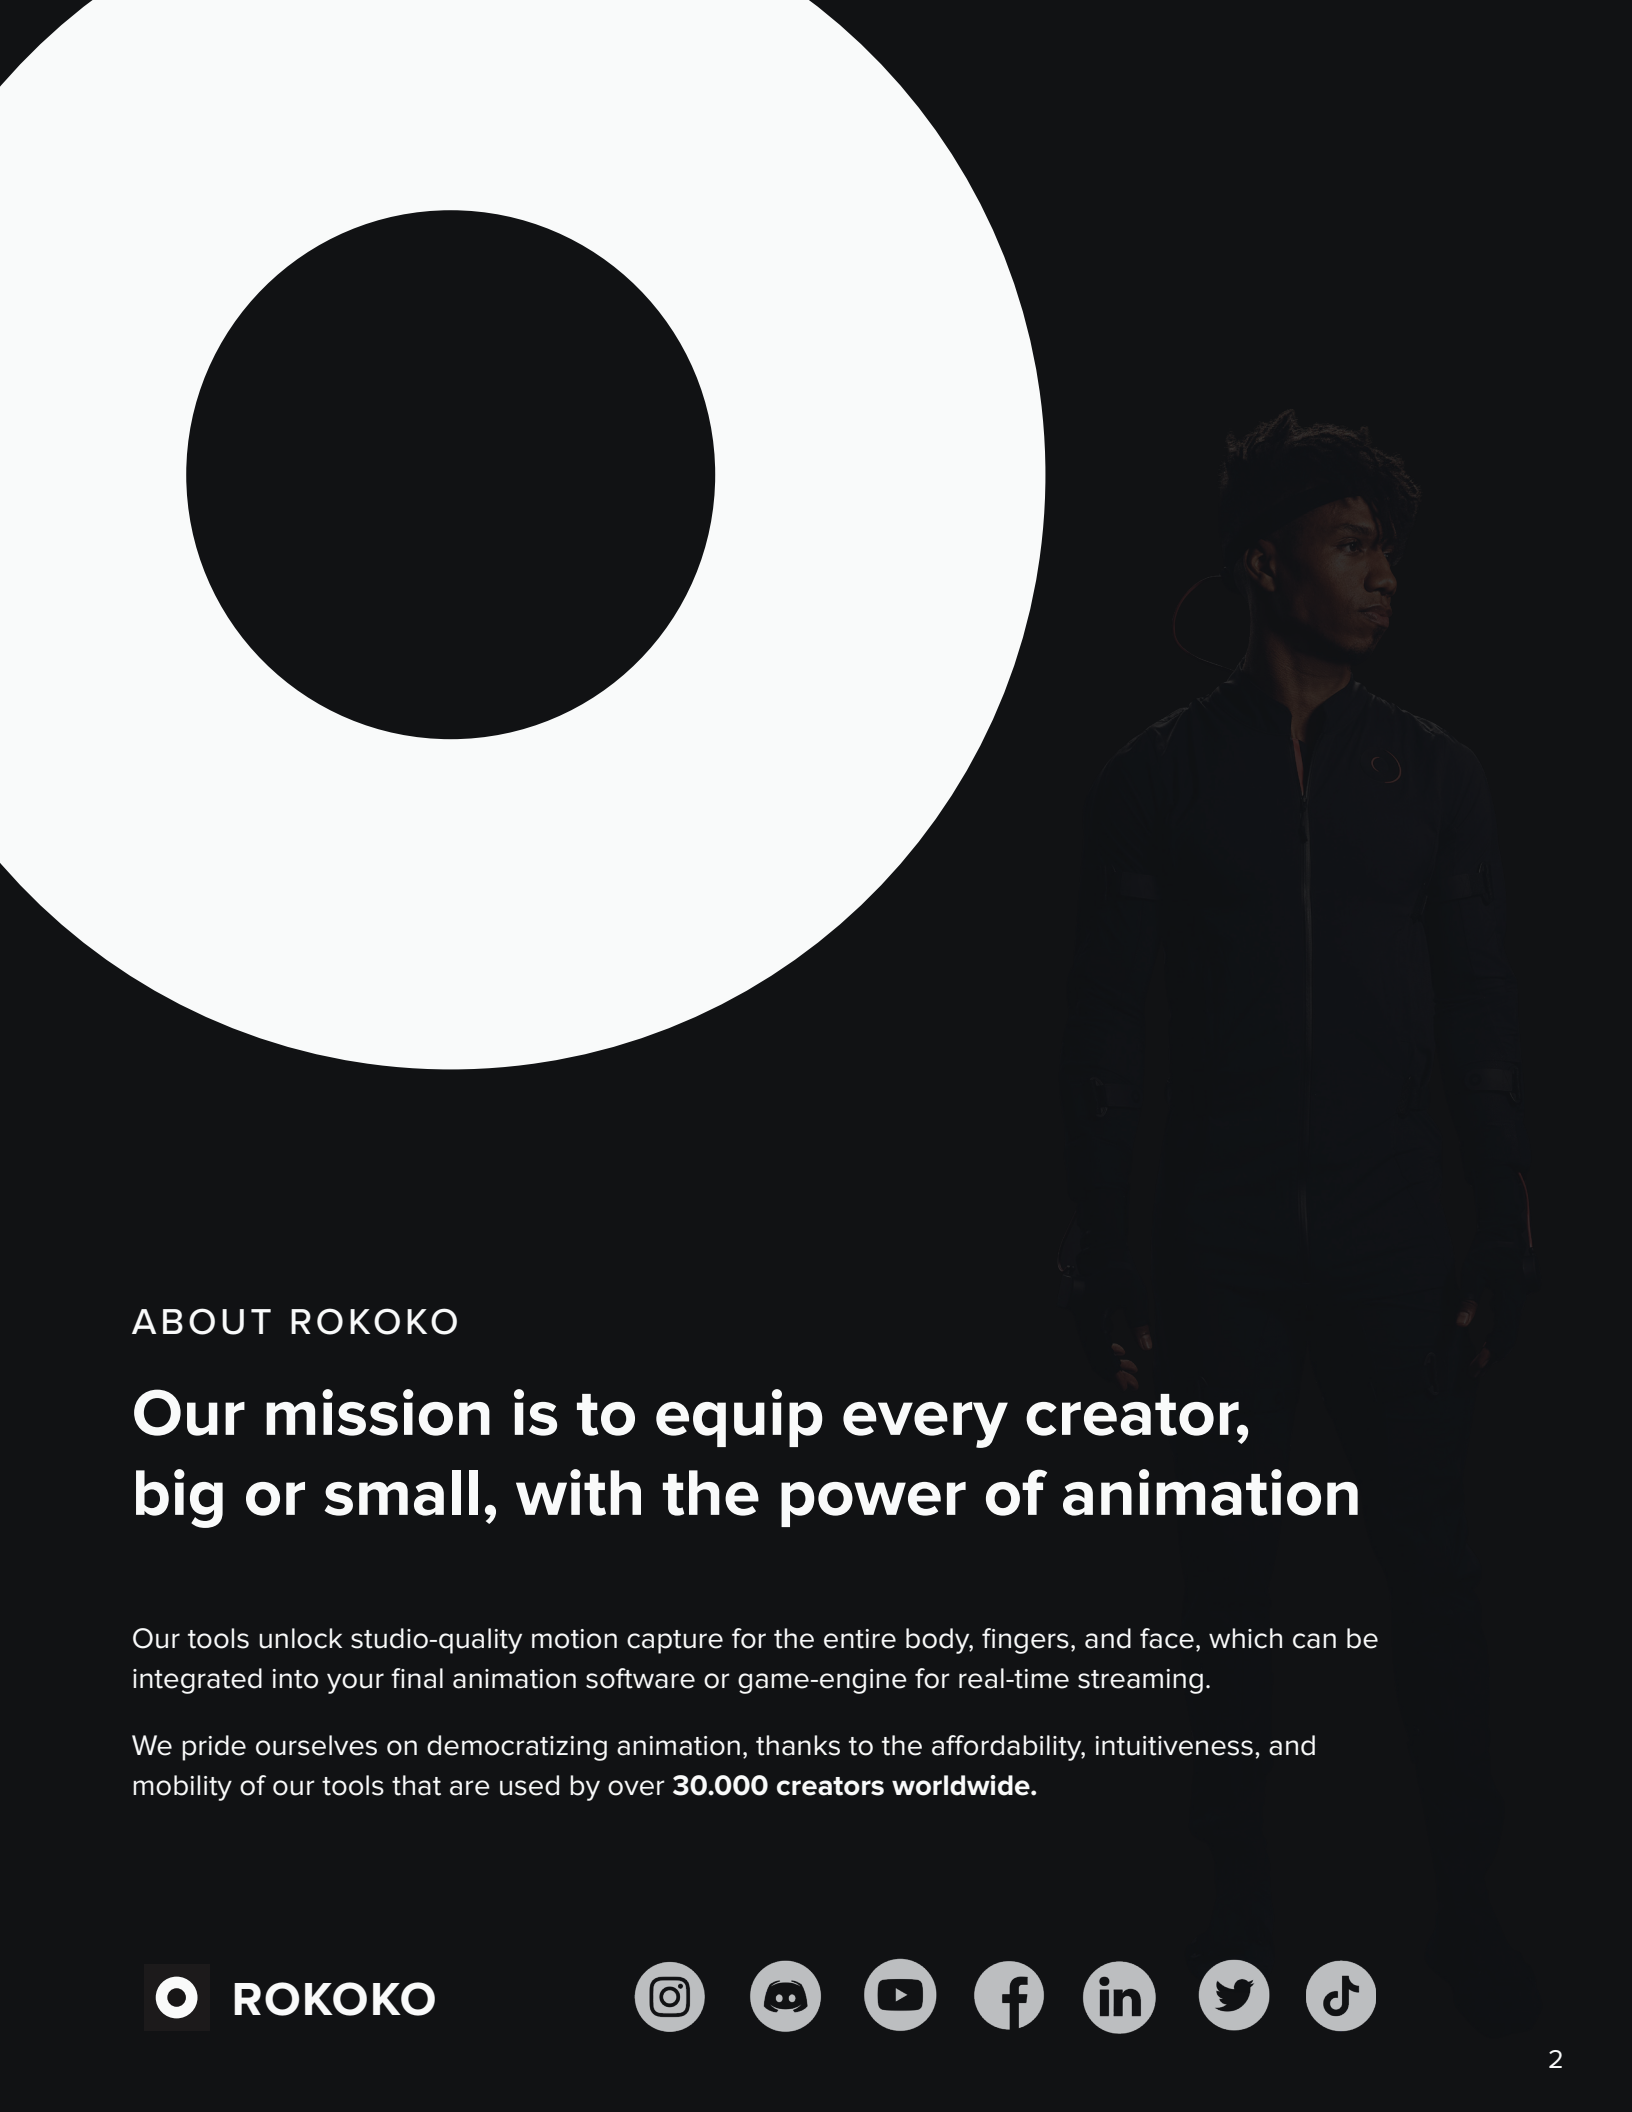 ABOUT ROKOKO
Our mission is to equip every creator,
big or small, with the power of animation
Our tools unlock studio-quality motion capture for the entire body, fingers, and face, which can be
integrated into your final animation software or game-engine for real-time streaming.
We pride ourselves on democratizing animation, thanks to the affordability, intuitiveness, and
mobility of our tools that are used by over 30.000 creators worldwide.
ROKOKO
2